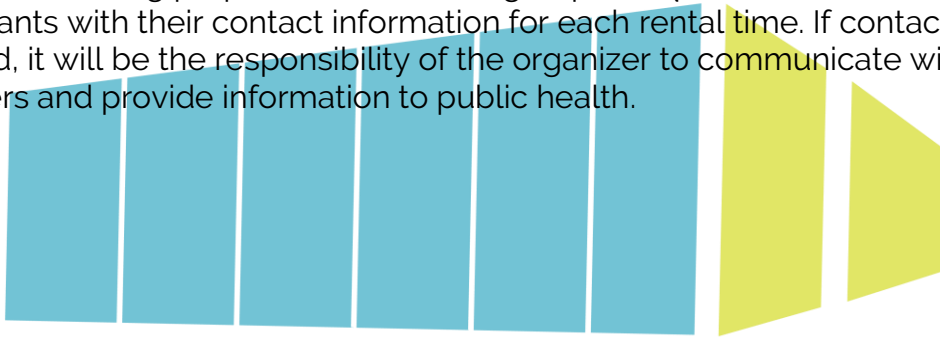 ants with their contact information for each rental time. If contac
d, it will be the responsibility of the organizer to communicate wi
rs and provide information to public health.